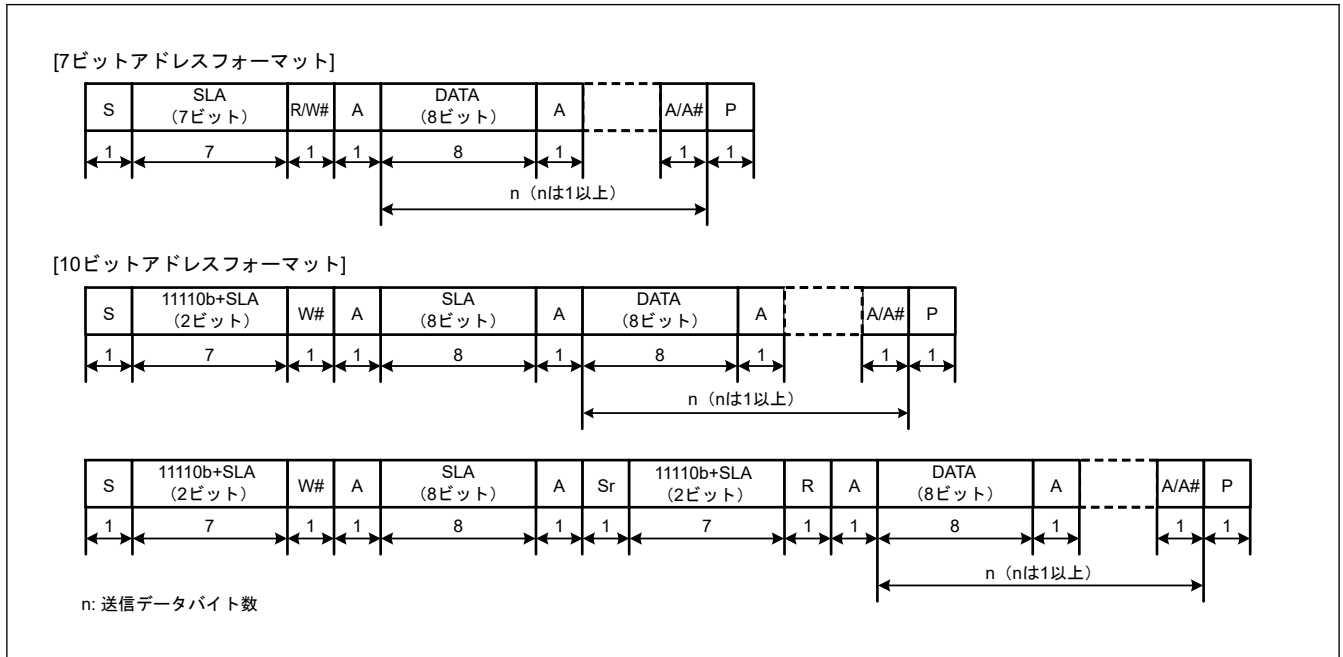 [7ビットアドレスフォーマット]
S SLA R/W# A DATA A A/A# P
(7ビット) (8ビット)
1 7 1 1 8 1 1 1
n(nは1以上)
[10ビットアドレスフォーマット]
S 11110b+SLA W# A SLA A DATA A A/A# P
(2ビット) (8ビット) (8ビット)
1 7 1 1 8 1 8 1 1 1
n(nは1以上)
S 11110b+SLA W# A SLA A Sr 11110b+SLA R A DATA A A/A# P
(2ビット) (8ビット) (2ビット) (8ビット)
1 7 1 1 8 1 1 7 1 1 8 1 1 1
n(nは1以上)
n: 送信データバイト数